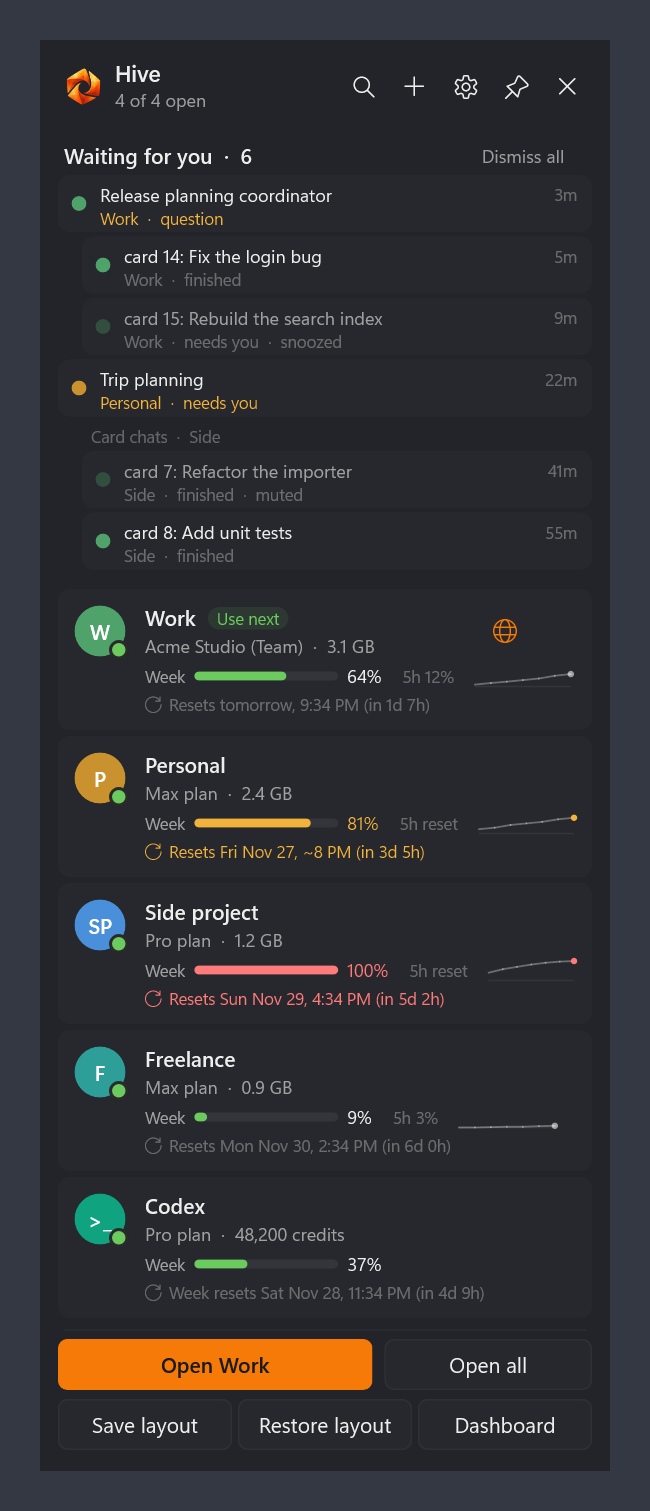 Hive
4 of 4 open
Waiting for you · 6
Dismiss all
Release planning coordinator 3m
Work · question
card 14: Fix the login bug 5m
Work · finished
card 15: Rebuild the search index 9m
Work · needs you · snoozed
Trip planning 22m
Personal · needs you
Card chats · Side
card 7: Refactor the importer 41m
Side · finished · muted
card 8: Add unit tests 55m
Side · finished
W
Work Use next
Acme Studio (Team) · 3.1 GB
Week 64% 5h 12%
Resets tomorrow, 9:34 PM (in 1d 7h)
P
Personal
Max plan · 2.4 GB
Week 81% 5h reset
Resets Fri Nov 27, ~8 PM (in 3d 5h)
SP
Side project
Pro plan · 1.2 GB
Week 100% 5h reset
Resets Sun Nov 29, 4:34 PM (in 5d 2h)
F
Freelance
Max plan · 0.9 GB
Week 9% 5h 3%
Resets Mon Nov 30, 2:34 PM (in 6d 0h)
>_
Codex
Pro plan · 48,200 credits
Week 37%
Week resets Sat Nov 28, 11:34 PM (in 4d 9h)
Open Work Open all
Save layout Restore layout Dashboard